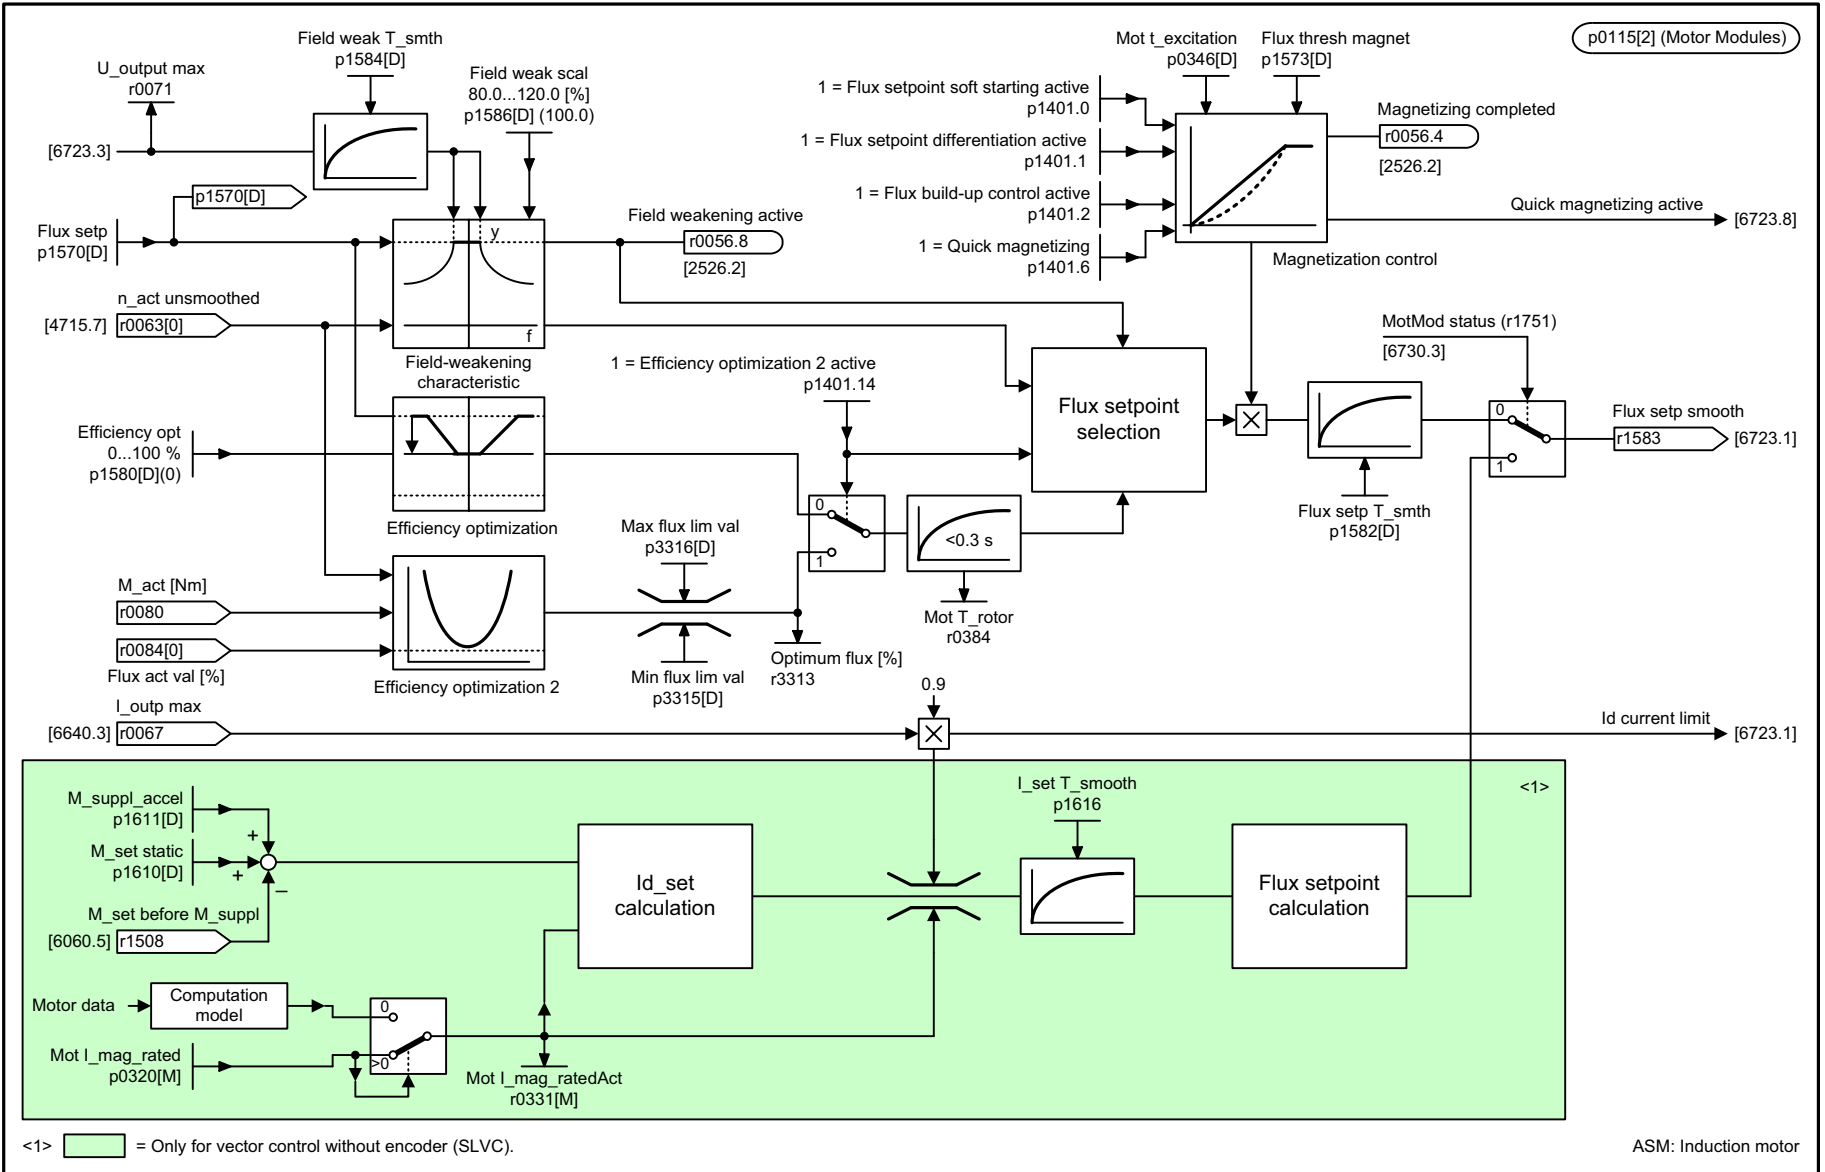 Field weak T_smth
p1584[D]
U_output max
r0071
Field weak scal
80.0...120.0 [%]
p1586[D] (100.0)
[6723.3]
p1570[D]
Flux setp
p1570[D]
y
f
Field weakening active
r0056.8
[2526.2]
n_act unsmoothed
[4715.7]
r0063[0]
Field-weakening
characteristic
Mot t_excitation
p0346[D]
Flux thresh magnet
p1573[D]
p0115[2] (Motor Modules)
1 = Flux setpoint soft starting active
p1401.0
1 = Flux setpoint differentiation active
p1401.1
1 = Flux build-up control active
p1401.2
1 = Quick magnetizing
p1401.6
Magnetizing completed
r0056.4
[2526.2]
Quick magnetizing active
[6723.8]
Magnetization control
MotMod status (r1751)
[6730.3]
1 = Efficiency optimization 2 active
p1401.14
Flux setpoint
selection
0
1
Flux setp smooth
r1583
[6723.1]
Flux setp T_smth
p1582[D]
Efficiency opt
0...100 %
p1580[D](0)
Efficiency optimization
0
1
<0.3 s
Mot T_rotor
r0384
Max flux lim val
p3316[D]
Min flux lim val
p3315[D]
Optimum flux [%]
r3313
M_act [Nm]
r0080
r0084[0]
Flux act val [%]
Efficiency optimization 2
I_outp max
[6640.3]
r0067
0.9
Id current limit
[6723.1]
<1>
M_suppl_accel
p1611[D]
+
M_set static
p1610[D]
+
–
M_set before M_suppl
[6060.5]
r1508
Id_set
calculation
I_set T_smooth
p1616
Flux setpoint
calculation
Motor data
Computation
model
0
>0
Mot I_mag_rated
p0320[M]
Mot I_mag_ratedAct
r0331[M]
<1>
= Only for vector control without encoder (SLVC).
ASM: Induction motor